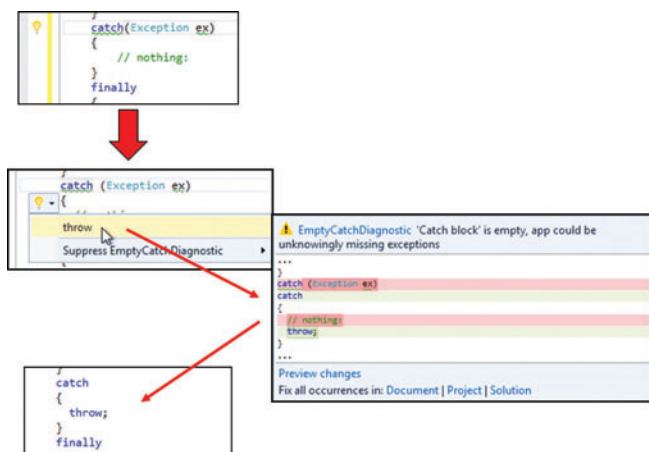 }
catch(Exception ex)
{
// nothing:
}
finally
{
}
catch (Exception ex)
{
throw
Suppress EmptyCatchDiagnostic
{
EmptyCatchDiagnostic 'Catch block' is empty, app could be
unknowingly missing exceptions
...
}
catch (Exception ex)
catch
{
// nothing:
throw;
}
...
Preview changes
Fix all occurrences in: Document | Project | Solution
}
catch
{
throw;
}
finally